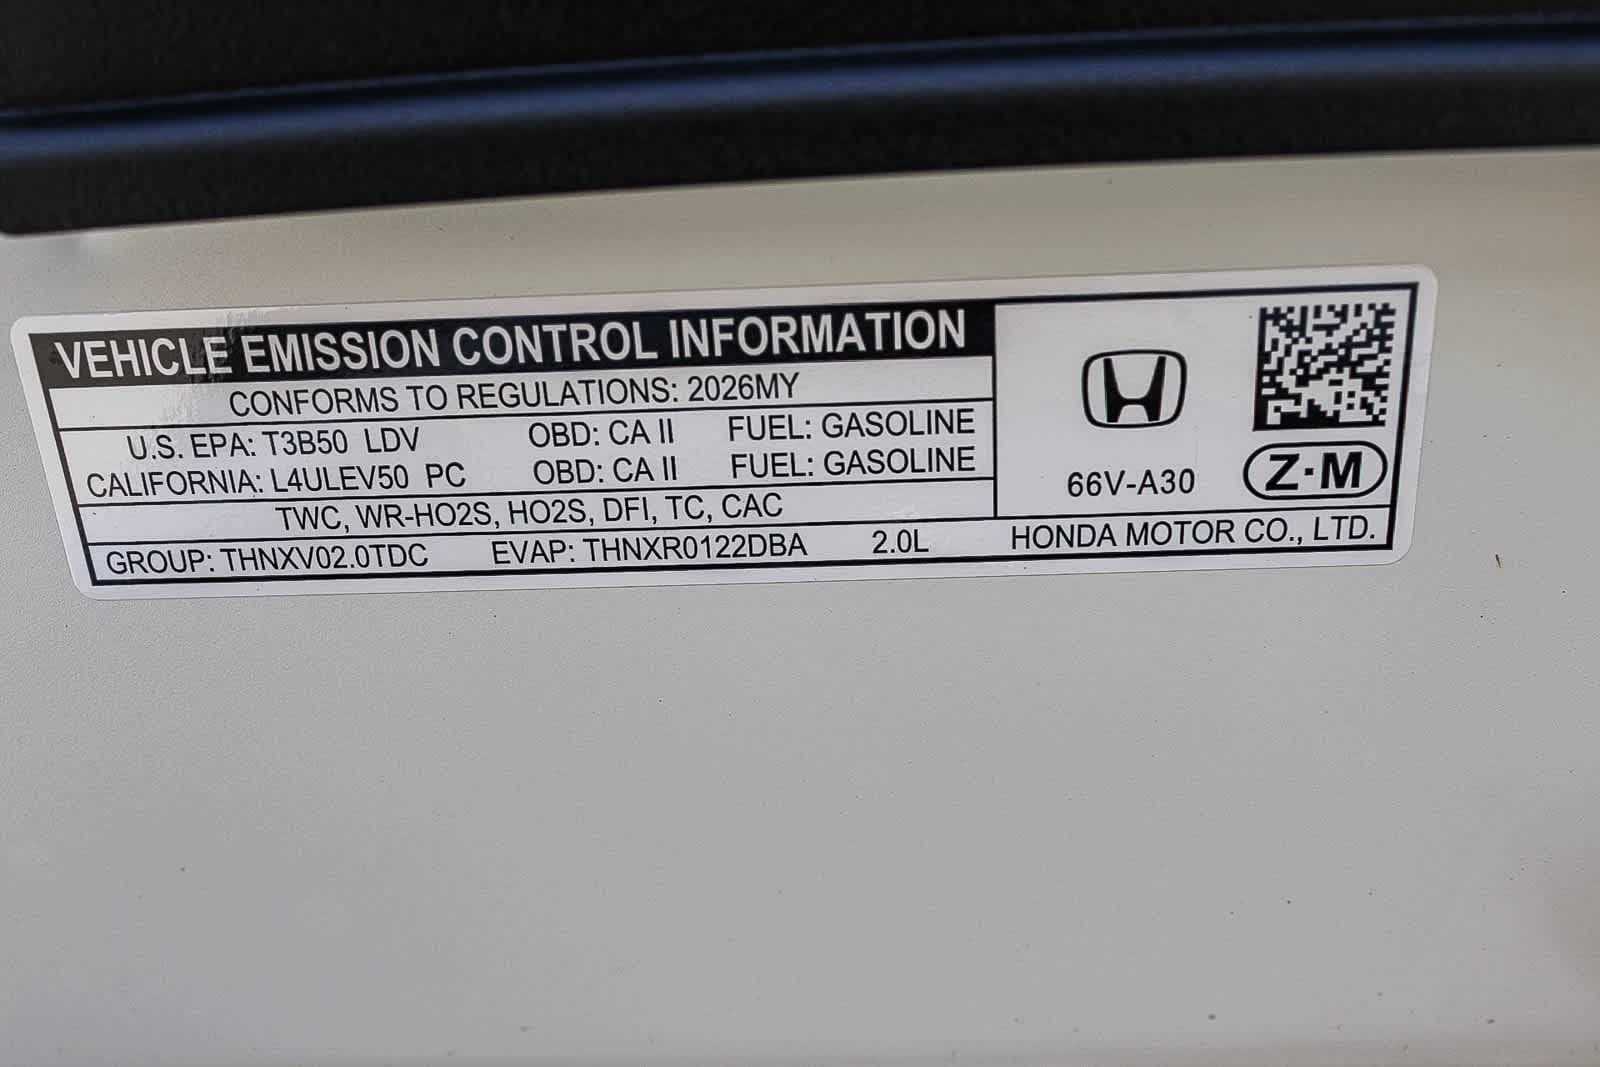 VEHICLE EMISSION CONTROL INFORMATION
CONFORMS TO REGULATIONS: 2026MY
U.S. EPA: T3B50 LDV OBD: CA II FUEL: GASOLINE
CALIFORNIA: L4ULEV50 PC OBD: CA II FUEL: GASOLINE
TWC, WR-HO2S, HO2S, DFI, TC, CAC
GROUP: THNXV02.0TDC EVAP: THNXR0122DBA 2.0L
66V-A30
Z·M
HONDA MOTOR CO., LTD.